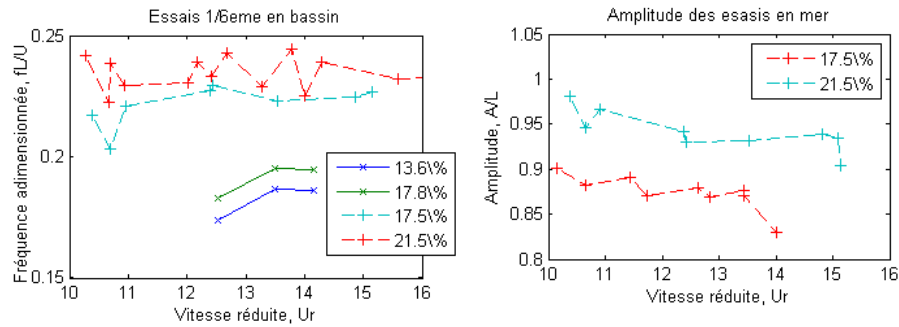 Essais 1/6eme en bassin
Fréquence adimensionnée, fL/U
0.25
0.2
0.15
13.6\%
17.8\%
17.5\%
21.5\%
10 11 12 13 14 15 16
Vitesse réduite, Ur
Amplitude des esasis en mer
Amplitude, A/L
1.05
1
0.95
0.9
0.85
0.8
17.5\%
21.5\%
10 11 12 13 14 15 16
Vitesse réduite, Ur